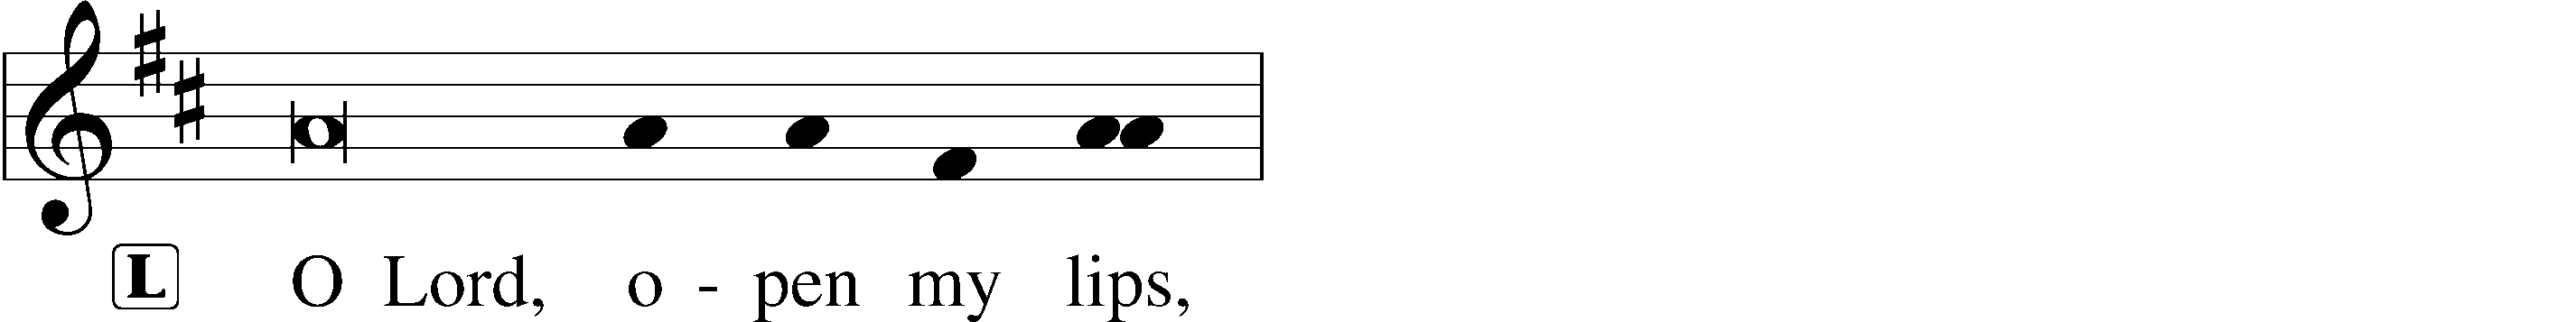 L O Lord, o - pen my lips,